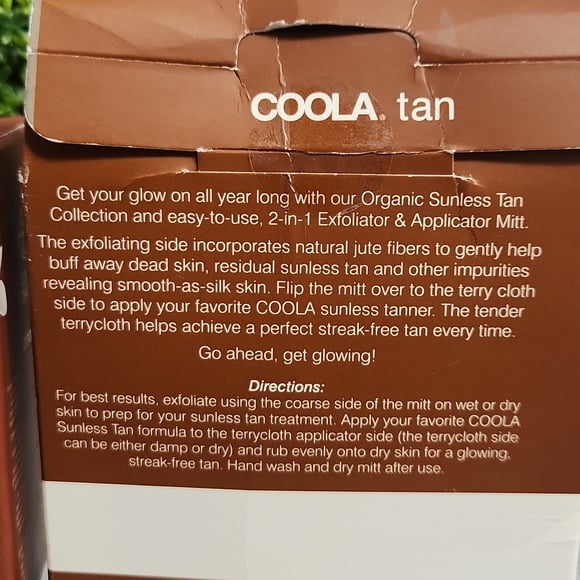 COOLA. tan
Get your glow on all year long with our Organic Sunless Tan
Collection and easy-to-use, 2-in-1 Exfoliator & Applicator Mitt.
The exfoliating side incorporates natural jute fibers to gently help
buff away dead skin, residual sunless tan and other impurities
revealing smooth-as-silk skin. Flip the mitt over to the terry cloth
side to apply your favorite COOLA sunless tanner. The tender
terrycloth helps achieve a perfect streak-free tan every time.
Go ahead, get glowing!
Directions:
For best results, exfoliate using the coarse side of the mitt on wet or dry
skin to prep for your sunless tan treatment. Apply your favorite COOLA
Sunless Tan formula to the terrycloth applicator side (the terrycloth side
can be either damp or dry) and rub evenly onto dry skin for a glowing,
streak-free tan. Hand wash and dry mitt after use.